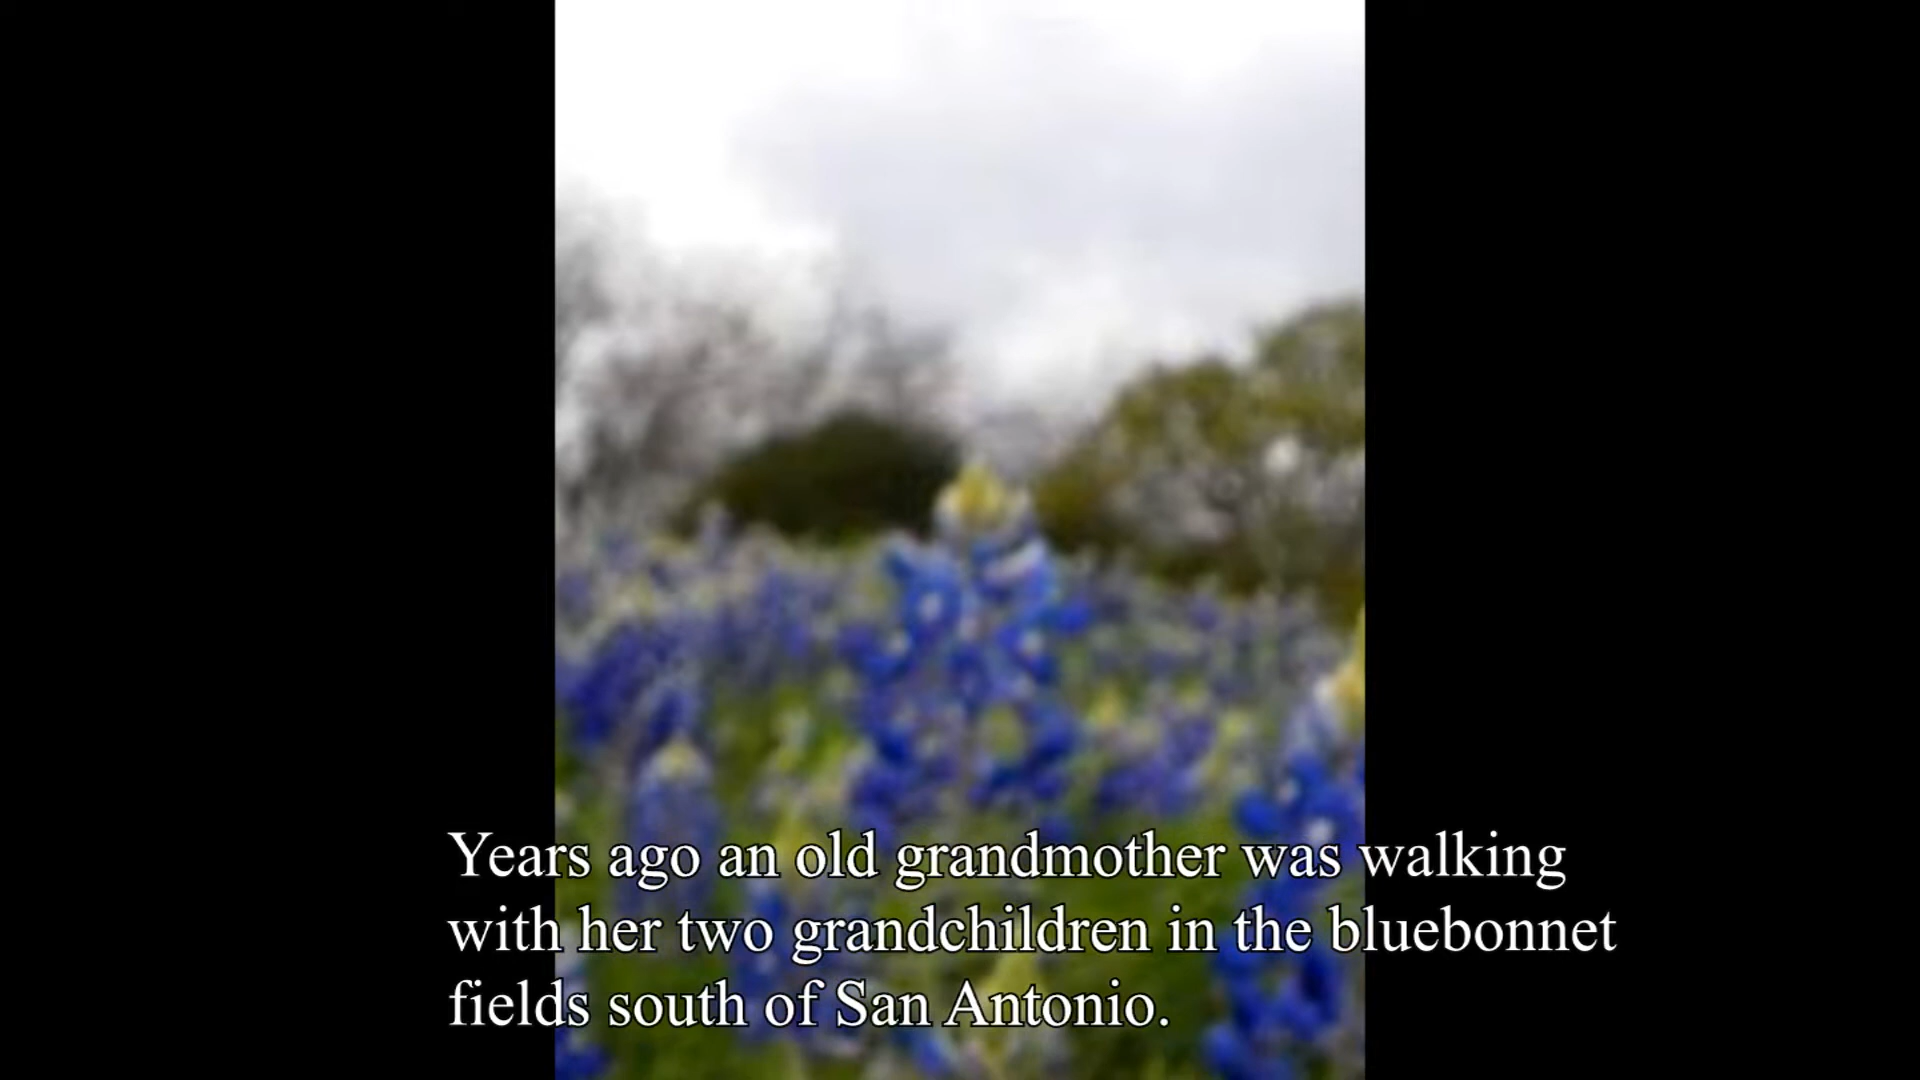 Years ago an old grandmother was walking
with her two grandchildren in the bluebonnet
fields south of San Antonio.